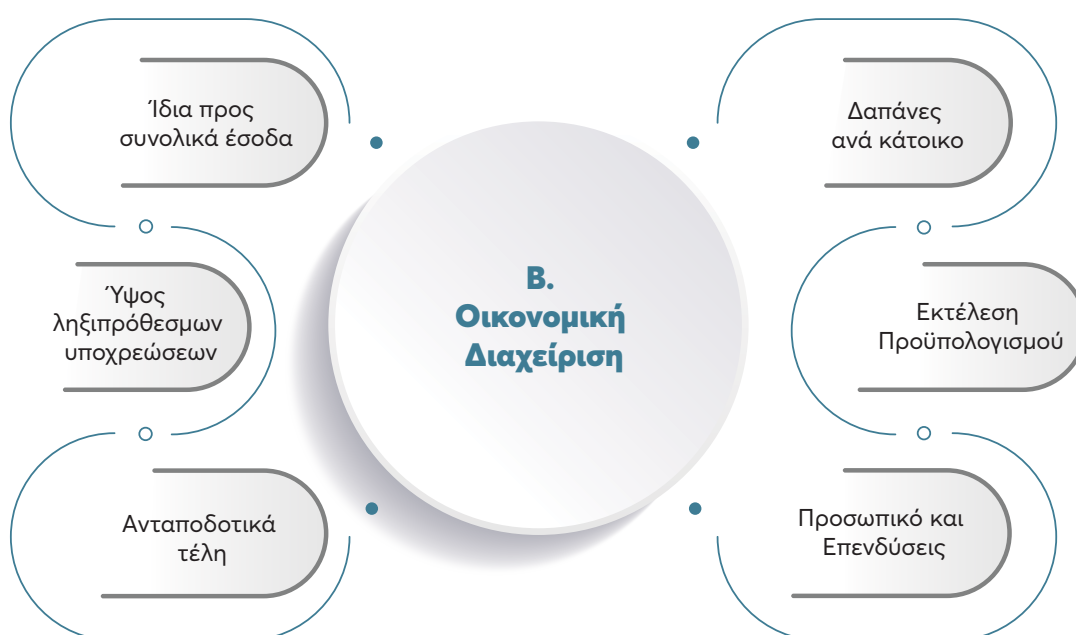 Ίδια προς
συνολικά έσοδα
Ύψος
ληξιπρόθεσμων
υποχρεώσεων
Ανταποδοτικά
τέλη
Β.
Οικονομική
Διαχείριση
Δαπάνες
ανά κάτοικο
Εκτέλεση
Προϋπολογισμού
Προσωπικό και
Επενδύσεις